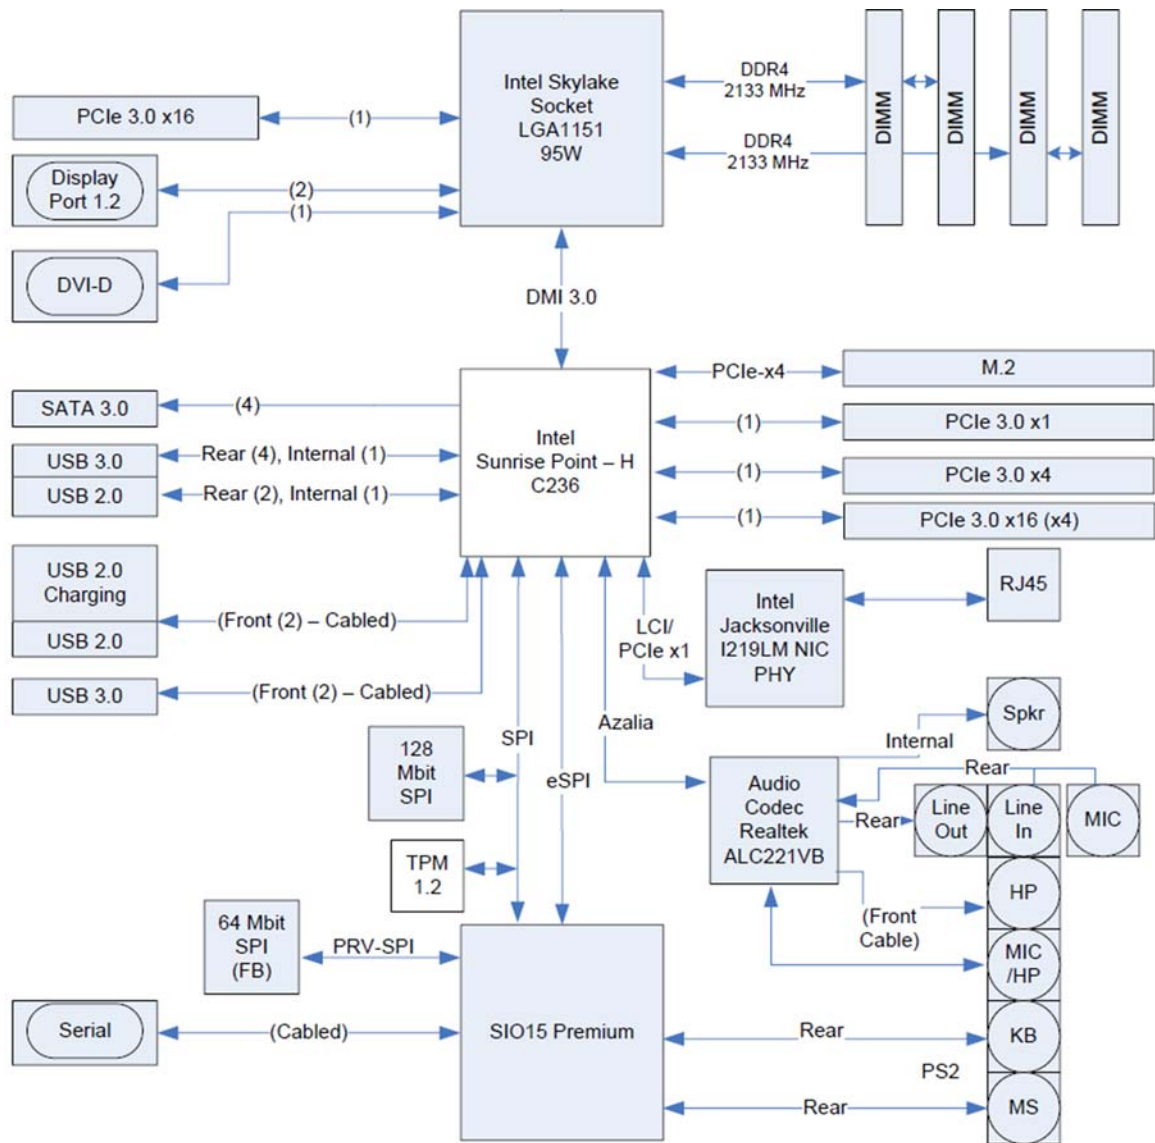 Intel Skylake
Socket
LGA1151
95W
DDR4
2133 MHz
DDR4
2133 MHz
DIMM
DIMM
DIMM
DIMM
PCIe 3.0 x16
(1)
Display
Port 1.2
(2)
(1)
DVI-D
DMI 3.0
Intel
Sunrise Point – H
C236
PCIe-x4
M.2
(1)
PCIe 3.0 x1
(1)
PCIe 3.0 x4
(1)
PCIe 3.0 x16 (x4)
SATA 3.0
(4)
USB 3.0
Rear (4), Internal (1)
USB 2.0
Rear (2), Internal (1)
USB 2.0
Charging
(Front (2) – Cabled)
USB 2.0
USB 3.0
(Front (2) – Cabled)
LCI/
PCIe x1
Intel
Jacksonville
I219LM NIC
PHY
RJ45
Azalia
SPI
eSPI
128
Mbit
SPI
TPM
1.2
Internal
Spkr
Audio
Codec
Realtek
ALC221VB
Rear
Rear
Line
Out
Line
In
MIC
(Front
Cable)
HP
MIC
/HP
64 Mbit
SPI
(FB)
PRV-SPI
Serial
(Cabled)
SIO15 Premium
Rear
KB
PS2
Rear
MS